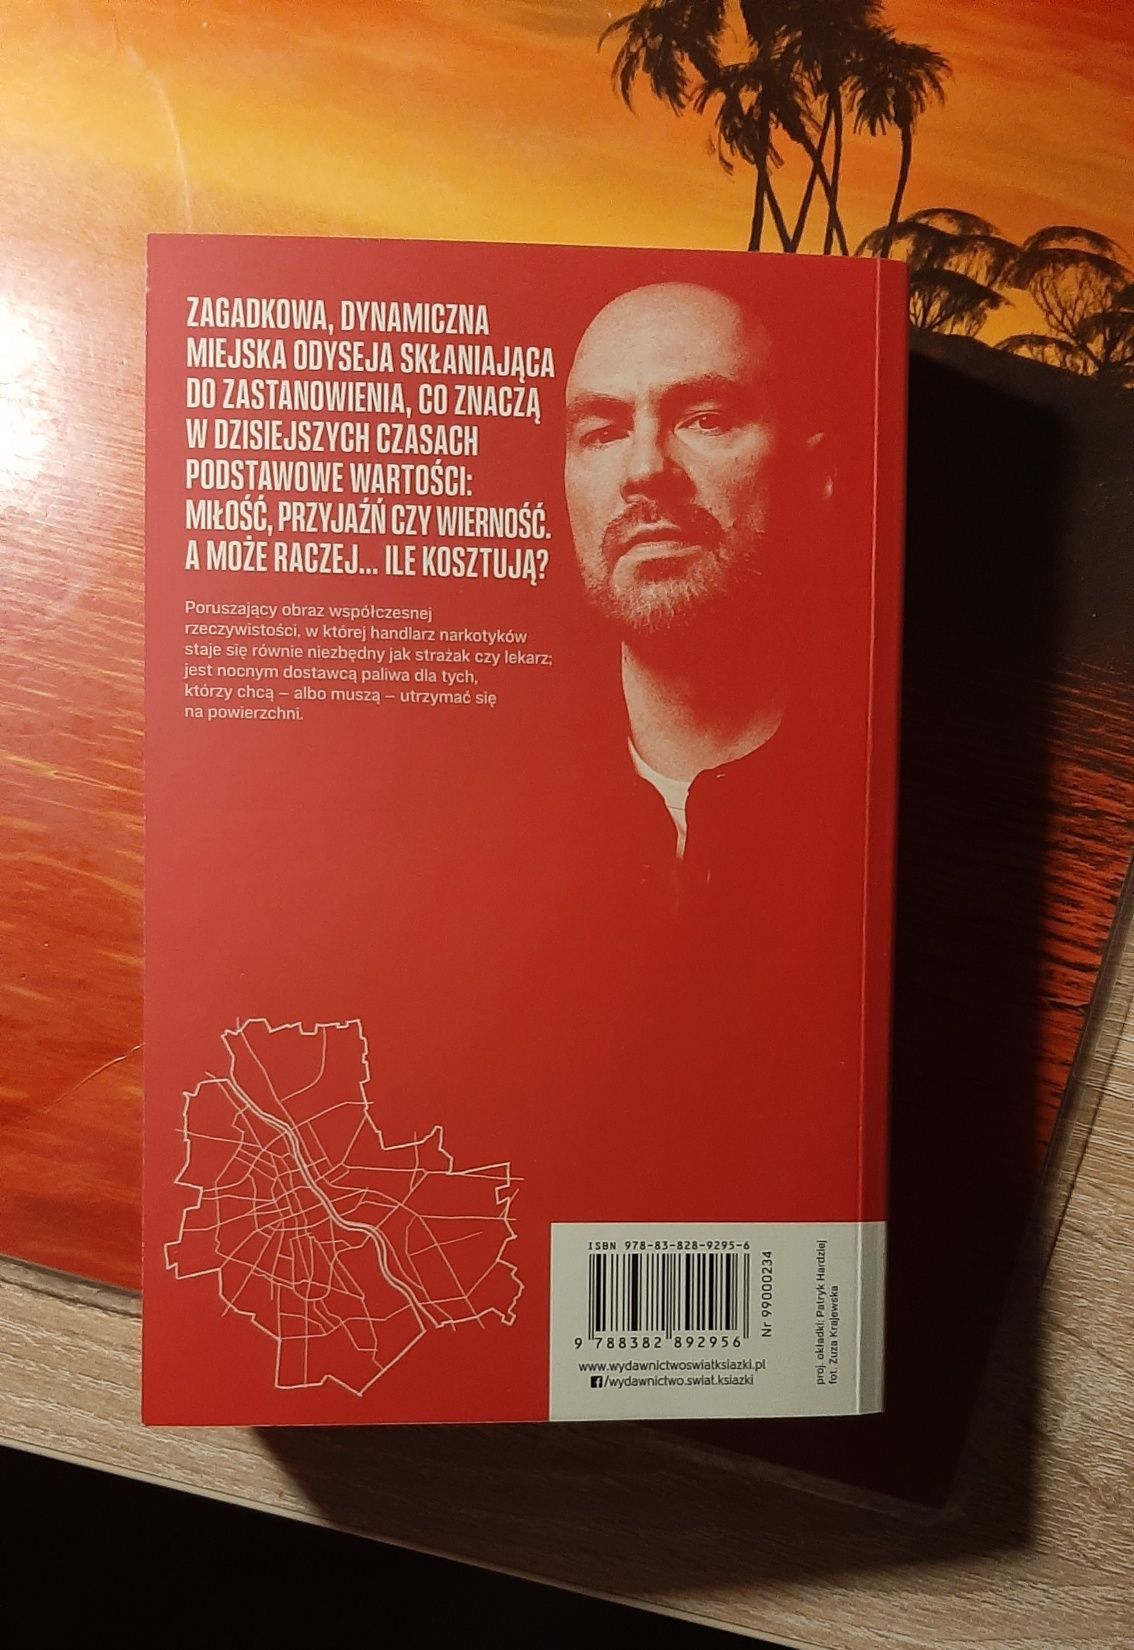 ZAGADKOWA, DYNAMICZNA
MIEJSKA ODYSEJA SKŁANIAJĄCA
DO ZASTANOWIENIA, CO ZNACZĄ
W DZISIEJSZYCH CZASACH
PODSTAWOWE WARTOŚCI:
MIŁOŚĆ, PRZYJAŹŃ CZY WIERNOŚĆ.
A MOŻE RACZEJ... ILE KOSZTUJĄ?
Poruszający obraz współczesnej
rzeczywistości, w której handlarz narkotyków
staje się równie niezbędny jak strażak czy lekarz;
jest nocnym dostawcą paliwa dla tych,
którzy chcą – albo muszą – utrzymać się
na powierzchni.
ISBN 978-83-828-9295-6
9 788382 892956
Nr 99000234
www.wydawnictwoswiatksiazki.pl
/wydawnictwo.swiat.ksiazki
proj. okładki: Patryk Hardziej
fot. Zuza Krajewska